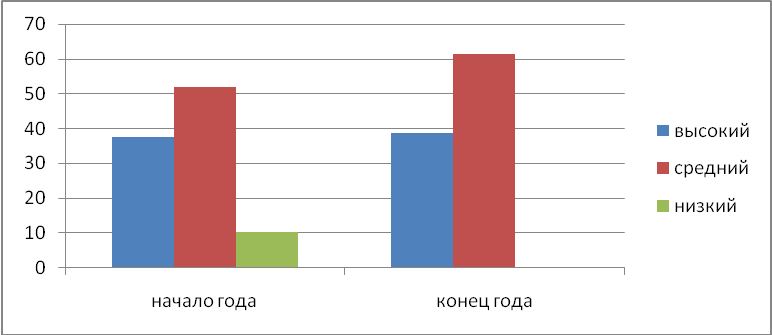 70
60
50
40
30
20
10
0
начало года
конец года
высокий
средний
низкий